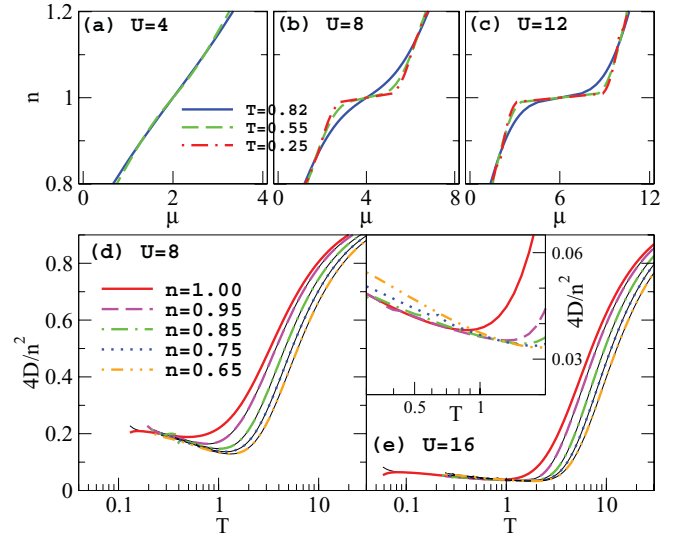 1.2
(a) U=4
(b) U=8
(c) U=12
n
1
T=0.82
T=0.55
T=0.25
0.8
0 2 4
0 4 8
0 6 12
μ
μ
μ
(d) U=8
n=1.00
n=0.95
n=0.85
n=0.75
n=0.65
0.8
0.6
0.4
0.2
0
4D/n²
0.1 1 10
T
0.06
0.03
4D/n²
0.5 1
T
(e) U=16
0.1 1 10
T